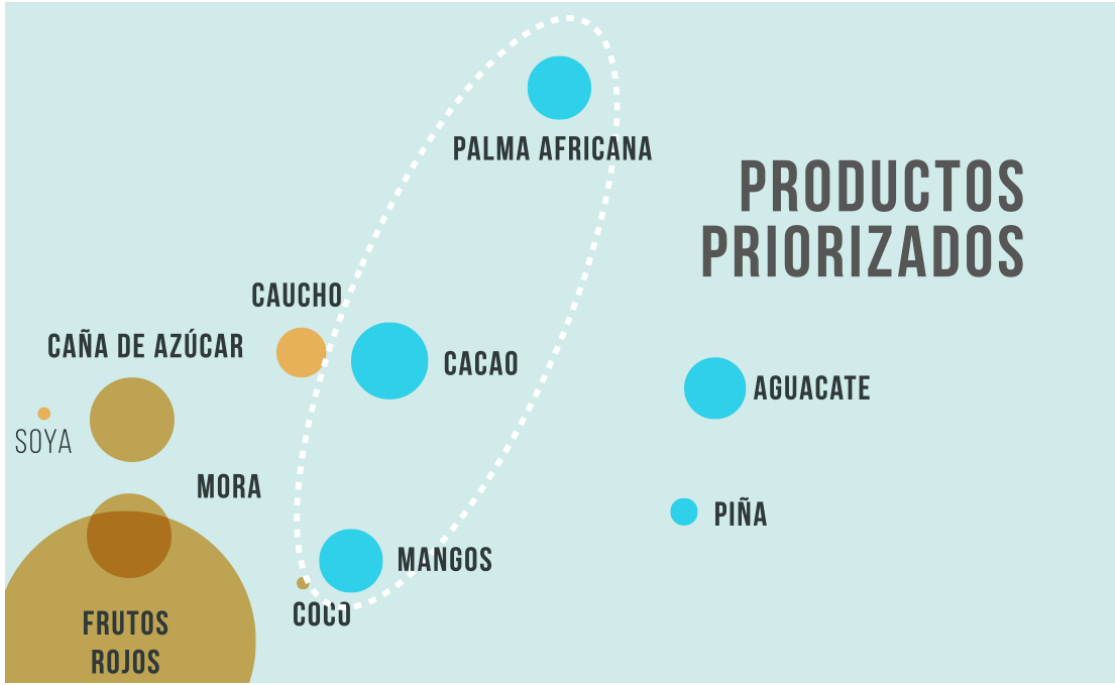 PALMA AFRICANA
PRODUCTOS
PRIORIZADOS
CAUCHO
CAÑA DE AZÚCAR
CACAO
AGUACATE
SOYA
MORA
PIÑA
MANGOS
COCO
FRUTOS
ROJOS